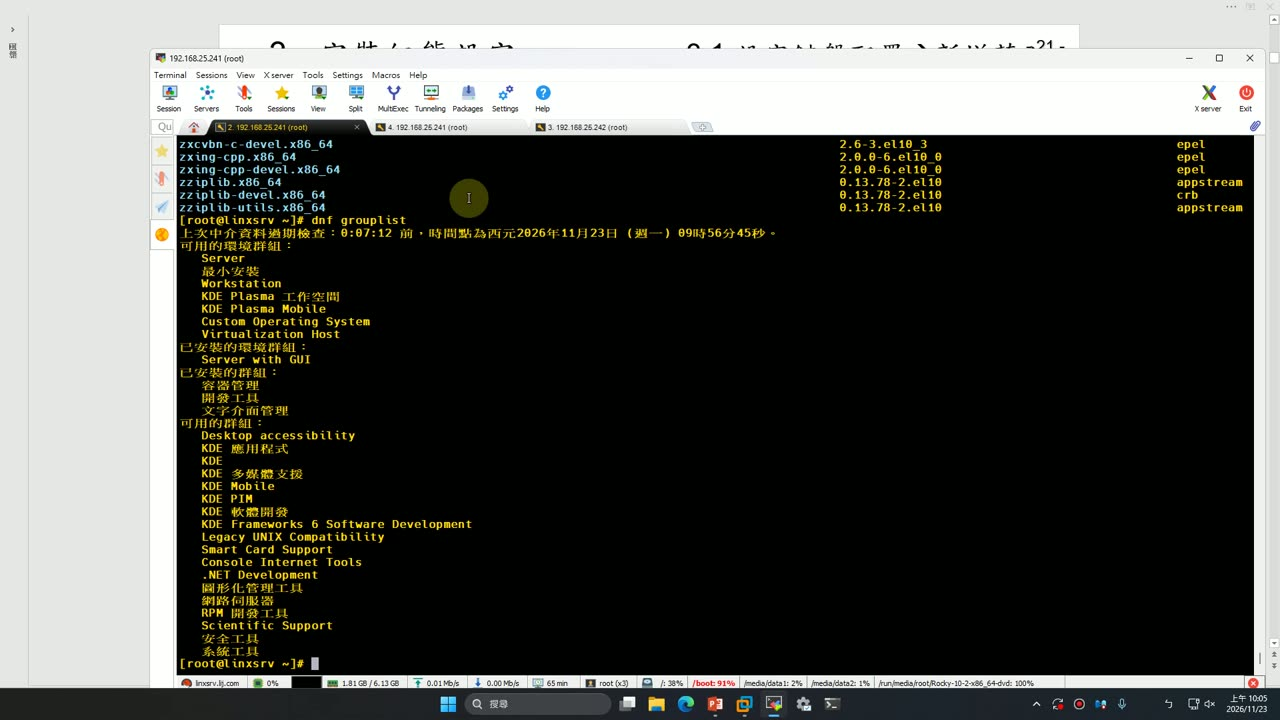 192.168.25.241 (root)
Terminal Sessions View X server Tools Settings Macros Help
Session Servers Tools Sessions View Split MultiExec Tunneling Packages Settings Help X server Exit
Qu 2. 192.168.25.241 (root) 4. 192.168.25.241 (root) 3. 192.168.25.242 (root)
zxcvbn-c-devel.x86_64 2.6-3.el10_3 epel
zxing-cpp.x86_64 2.0.0-6.el10_0 epel
zxing-cpp-devel.x86_64 2.0.0-6.el10_0 epel
zziplib.x86_64 0.13.78-2.el10 appstream
zziplib-devel.x86_64 0.13.78-2.el10 crb
zziplib-utils.x86_64 0.13.78-2.el10 appstream
[root@linxsrv ~]# dnf grouplist
上次中介資料過期檢查：0:07:12 前，時間點為西元2026年11月23日 (週一) 09時56分45秒。
可用的環境群組：
Server
最小安裝
Workstation
KDE Plasma 工作空間
KDE Plasma Mobile
Custom Operating System
Virtualization Host
已安裝的環境群組：
Server with GUI
已安裝的群組：
容器管理
開發工具
文字介面管理
可用的群組：
Desktop accessibility
KDE 應用程式
KDE
KDE 多媒體支援
KDE Mobile
KDE PIM
KDE 軟體開發
KDE Frameworks 6 Software Development
Legacy UNIX Compatibility
Smart Card Support
Console Internet Tools
.NET Development
圖形化管理工具
網路伺服器
RPM 開發工具
Scientific Support
安全工具
系統工具
[root@linxsrv ~]#
linxsrv.lij.com 0% 1.81 GB / 6.13 GB 0.01 Mb/s 0.00 Mb/s 65 min root (x3) /: 38% /boot: 91% /media/data1: 2% /media/data2: 1% /run/media/root/Rocky-10-2-x86_64-dvd: 100%
搜尋
上午 10:05
2026/11/23